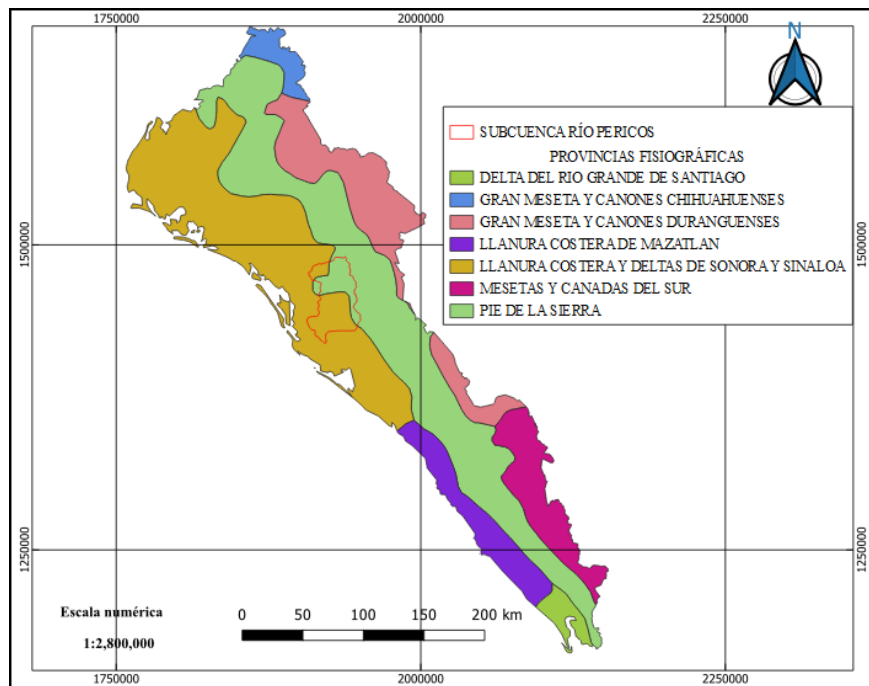 1750000 2000000 2250000
N
SUBCUENCA RÍO PERICOS
PROVINCIAS FISIOGRÁFICAS
DELTA DEL RIO GRANDE DE SANTIAGO
GRAN MESETA Y CANONES CHIHUAHUENSES
GRAN MESETA Y CANONES DURANGUENSES
LLANURA COSTERA DE MAZATLAN
LLANURA COSTERA Y DELTAS DE SONORA Y SINALOA
MESETAS Y CANADAS DEL SUR
PIE DE LA SIERRA
1500000 1500000
1250000 1250000
Escala numérica
1:2,800,000
0 50 100 150 200 km
1750000 2000000 2250000